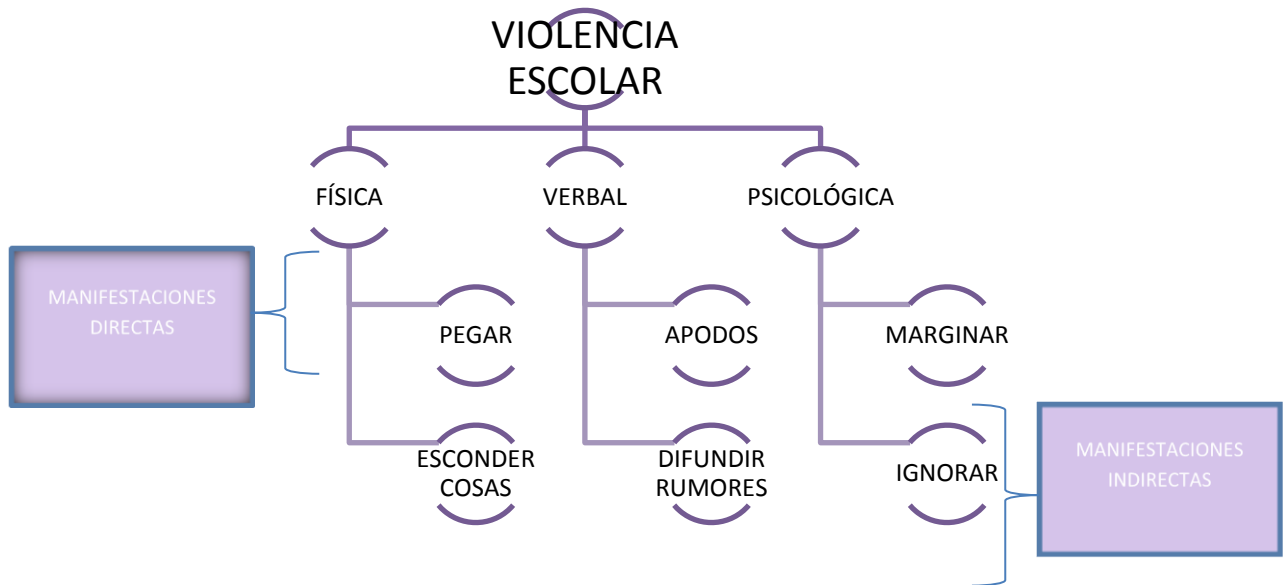 VIOLENCIA
ESCOLAR
FÍSICA
VERBAL
PSICOLÓGICA
MANIFESTACIONES
DIRECTAS
PEGAR
APODOS
MARGINAR
ESCONDER
COSAS
DIFUNDIR
RUMORES
IGNORAR
MANIFESTACIONES
INDIRECTAS